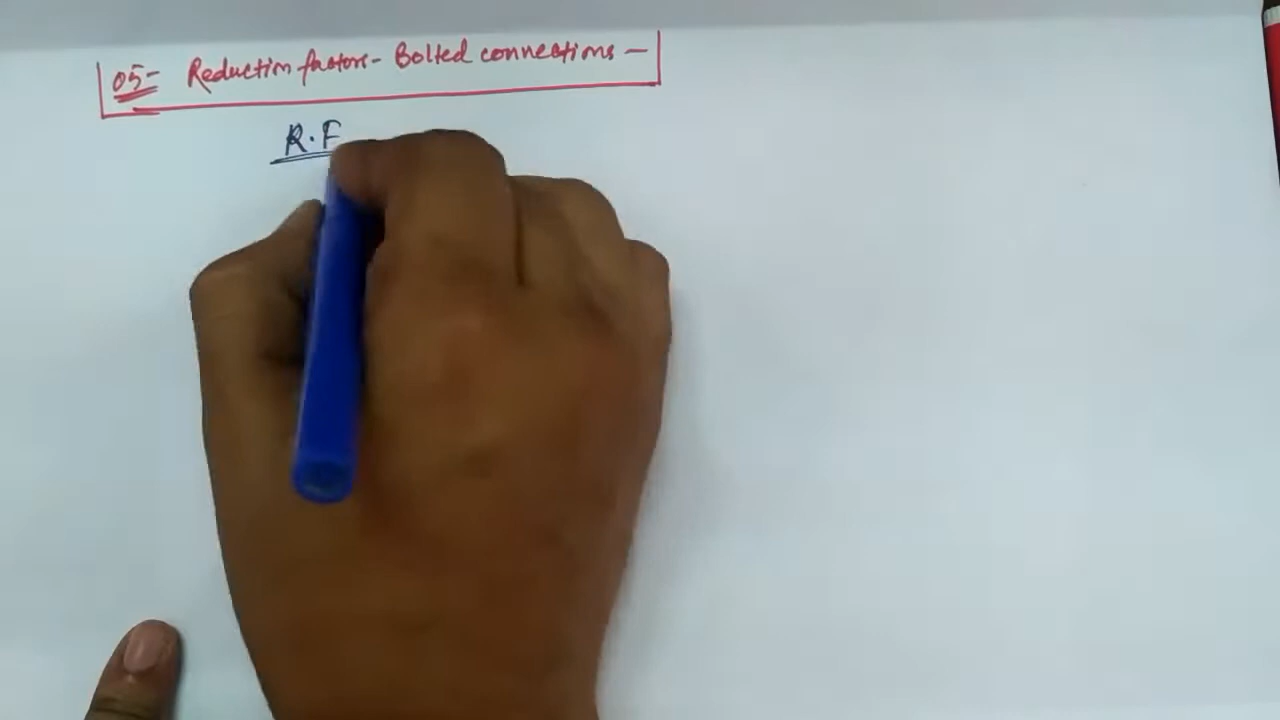 05- Reduction factors - Bolted connections -
R.F